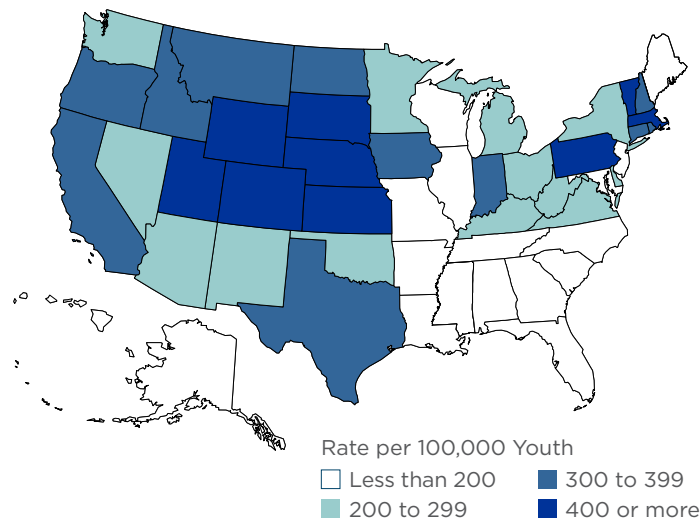 Rate per 100,000 Youth
Less than 200
300 to 399
200 to 299
400 or more